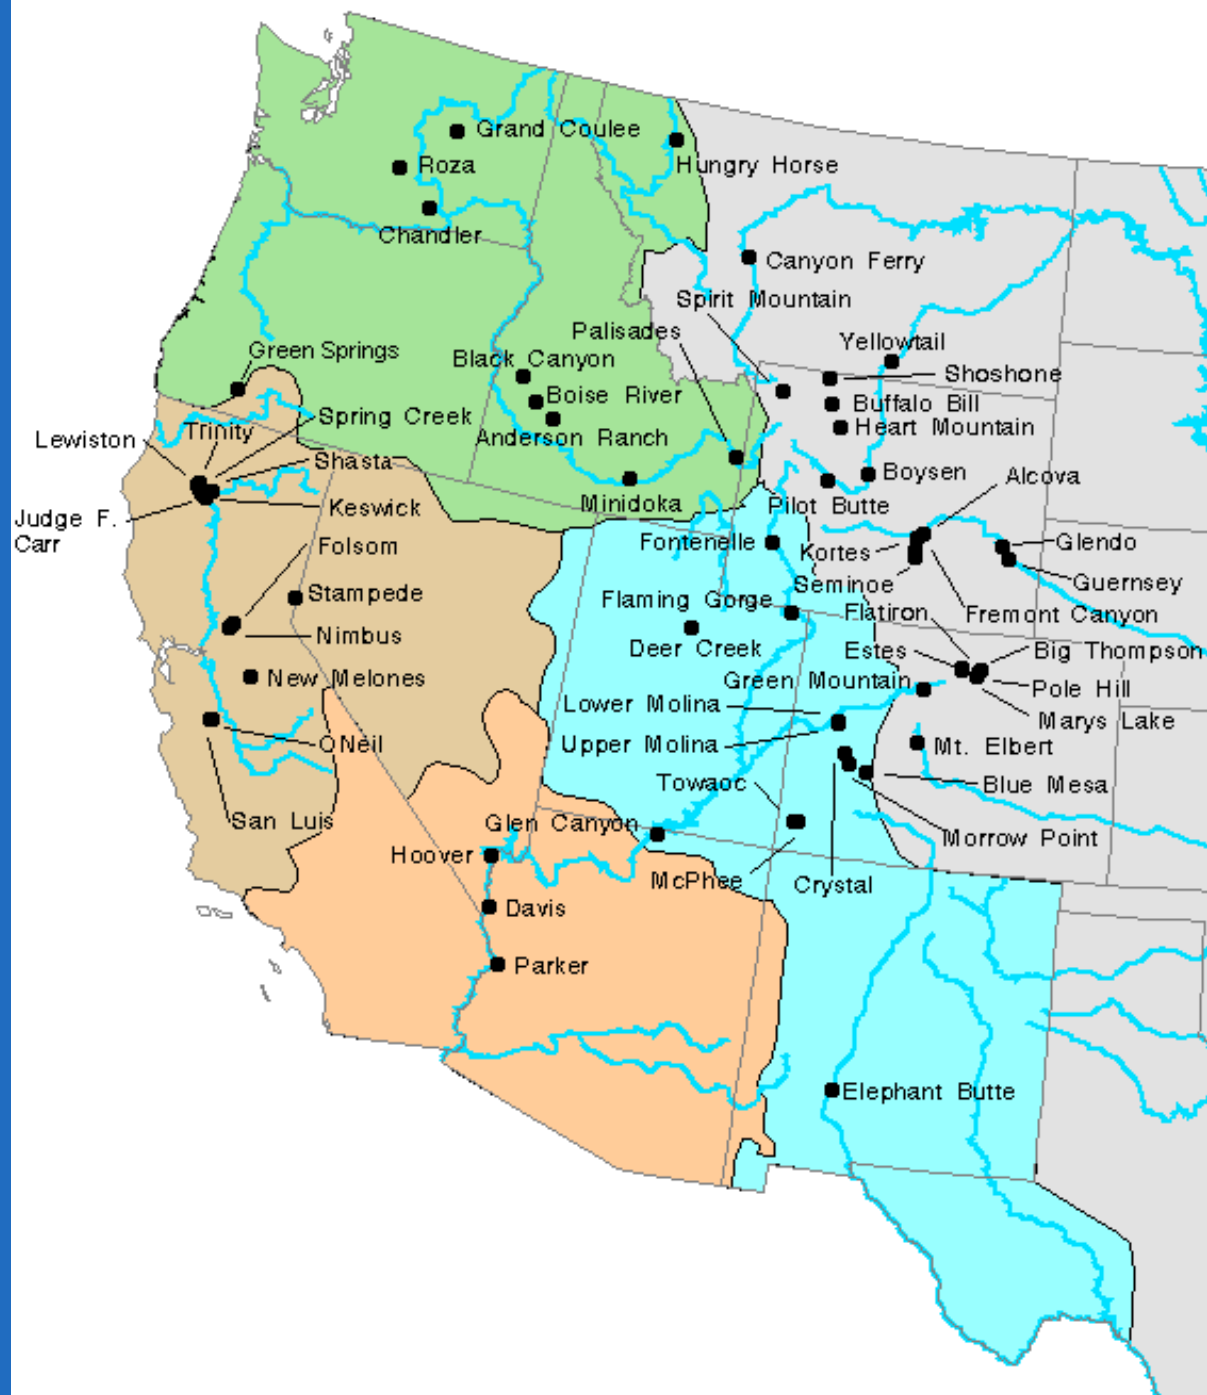 Grand Coulee
Roza
Hungry Horse
Chandler
Canyon Ferry
Spirit Mountain
Palisades
Yellowtail
Green Springs
Black Canyon
Shoshone
Boise River
Buffalo Bill
Spring Creek
Heart Mountain
Lewiston
Trinity
Anderson Ranch
Shasta
Boysen
Alcova
Minidoka
Pilot Butte
Keswick
Judge F.
Carr
Folsom
Fontenelle
Kortes
Glendo
Seminoe
Guernsey
Stampede
Flaming Gorge
Flatiron
Fremont Canyon
Nimbus
Deer Creek
Estes
Big Thompson
New Melones
Green Mountain
Pole Hill
Lower Molina
Marys Lake
ONeil
Upper Molina
Mt. Elbert
Towaoc
Blue Mesa
San Luis
Glen Canyon
Morrow Point
Hoover
McPhee
Crystal
Davis
Parker
Elephant Butte